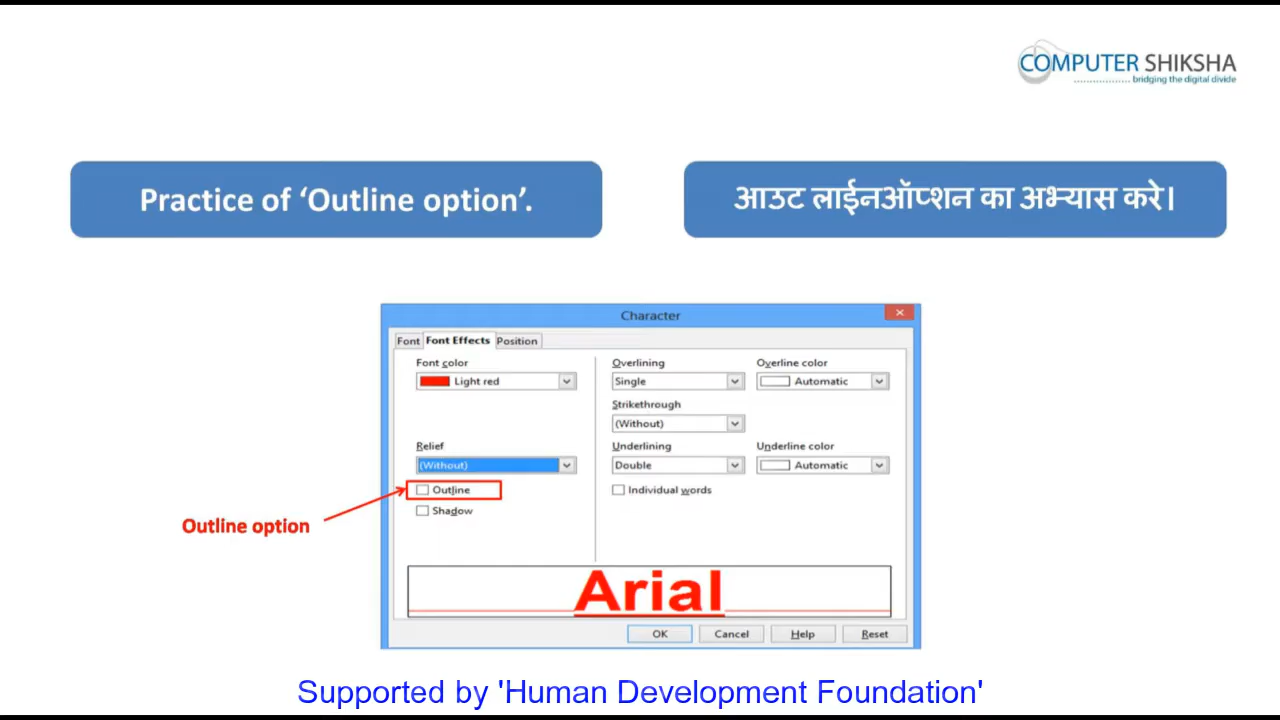 COMPUTER SHIKSHA
bridging the digital divide
Practice of ‘Outline option’.
आउट लाईनऑप्शन का अभ्यास करे।
Character
Font Font Effects Position
Font color
Light red
Overlining
Single
Overline color
Automatic
Strikethrough
(Without)
Relief
(Without)
Underlining
Double
Underline color
Automatic
Outline
Individual words
Shadow
Outline option
Arial
OK Cancel Help Reset
Supported by 'Human Development Foundation'